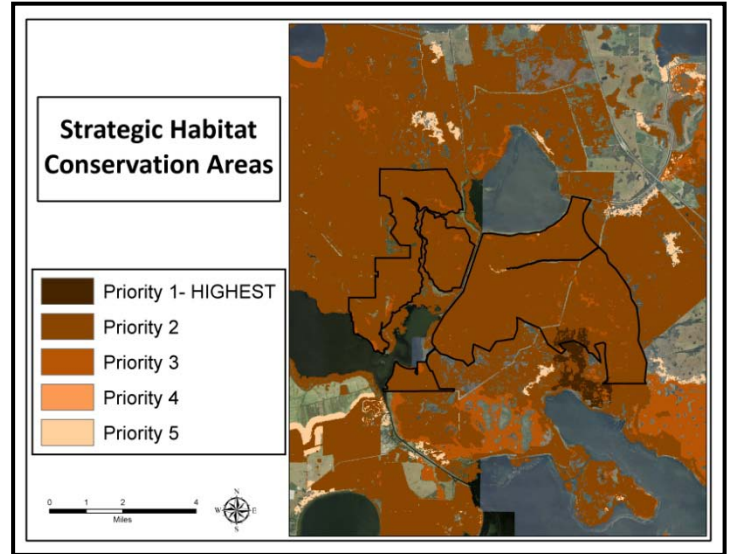 Strategic Habitat
Conservation Areas
Priority 1- HIGHEST
Priority 2
Priority 3
Priority 4
Priority 5
0 1 2 4
Miles
N
W E
S